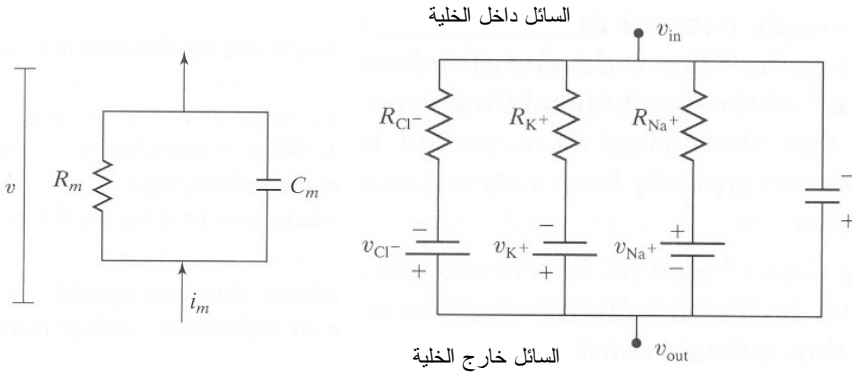 السائل داخل الخلية
v_in
R_Cl⁻
R_K⁺
R_Na⁺
v
R_m
C_m
−
+
v_Cl⁻
−
+
v_K⁺
−
+
v_Na⁺
+
−
+
i_m
v_out
السائل خارج الخلية